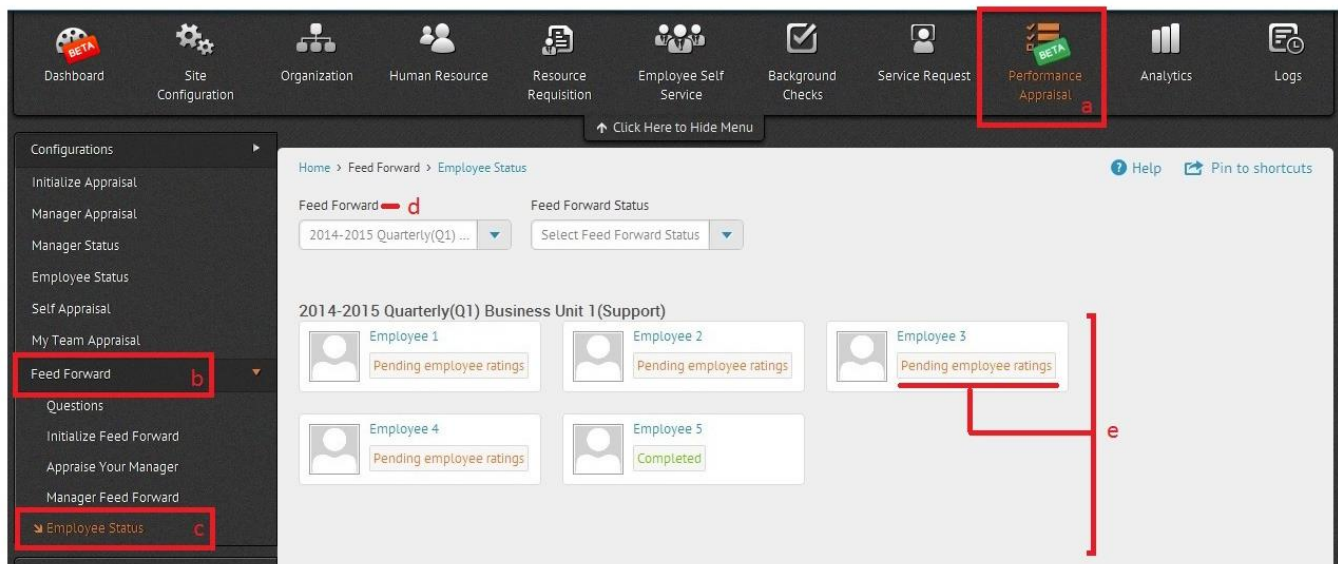 BETA
Dashboard
Site
Configuration
Organization
Human Resource
Resource
Requisition
Employee Self
Service
Background
Checks
Service Request
BETA
Performance
Appraisal
a
Analytics
Logs
Click Here to Hide Menu
Configurations
Initialize Appraisal
Manager Appraisal
Manager Status
Employee Status
Self Appraisal
My Team Appraisal
Feed Forward
b
Questions
Initialize Feed Forward
Appraise Your Manager
Manager Feed Forward
Employee Status
c
Home > Feed Forward > Employee Status
? Help
Pin to shortcuts
Feed Forward
d
Feed Forward Status
2014-2015 Quarterly(Q1) ...
Select Feed Forward Status
2014-2015 Quarterly(Q1) Business Unit 1(Support)
Employee 1
Pending employee ratings
Employee 2
Pending employee ratings
Employee 3
Pending employee ratings
Employee 4
Pending employee ratings
Employee 5
Completed
e